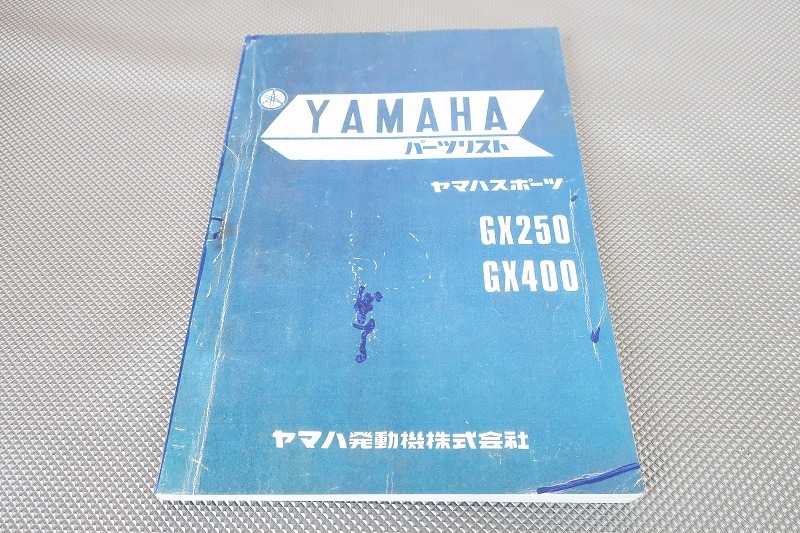 YAMAHA
パーツリスト
ヤマハスポーツ
GX250
GX400
ヤマハ発動機株式会社